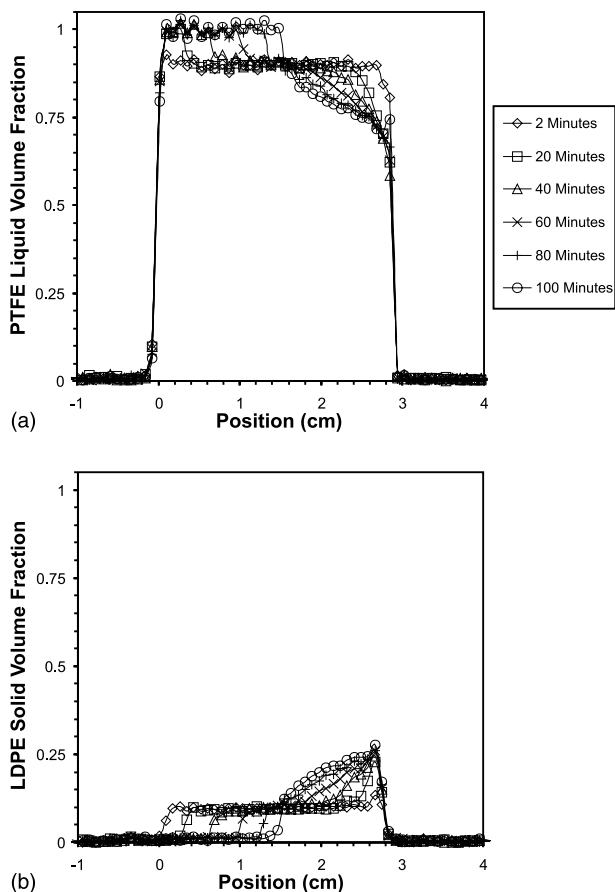 1
0.75
0.5
0.25
0
-1
0
1
2
3
4
PTFE Liquid Volume Fraction
Position (cm)
(a)
2 Minutes
20 Minutes
40 Minutes
60 Minutes
80 Minutes
100 Minutes
1
0.75
0.5
0.25
0
-1
0
1
2
3
4
LDPE Solid Volume Fraction
Position (cm)
(b)